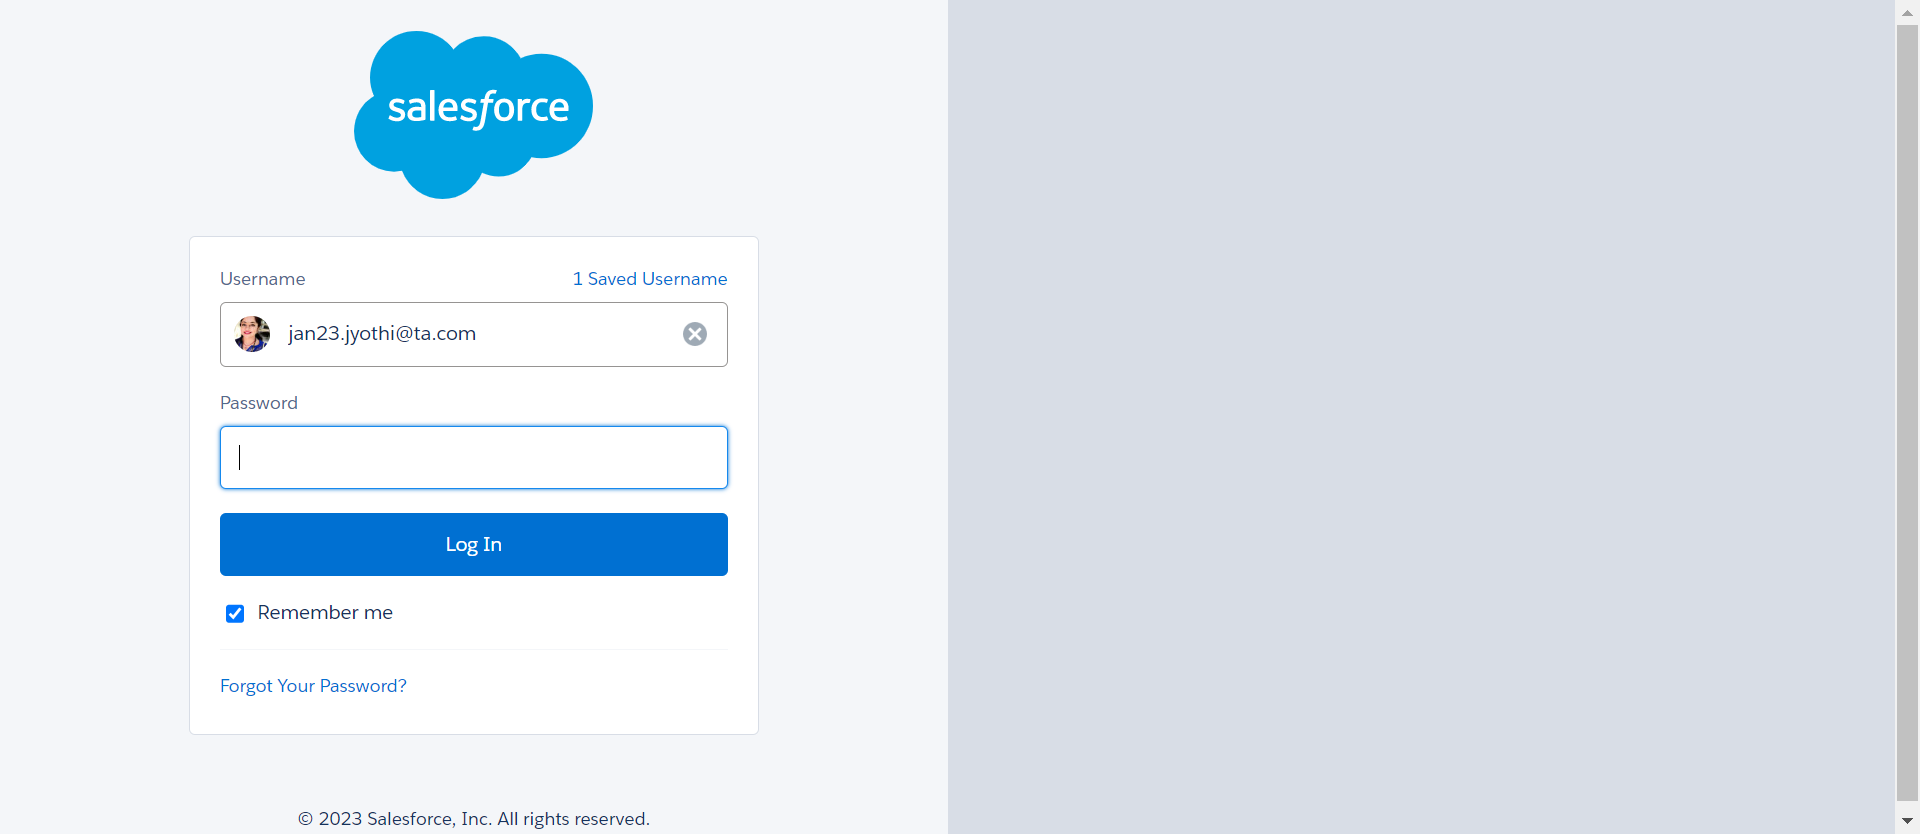 salesforce
Username
1 Saved Username
jan23.jyothi@ta.com
Password
Log In
Remember me
Forgot Your Password?
© 2023 Salesforce, Inc. All rights reserved.